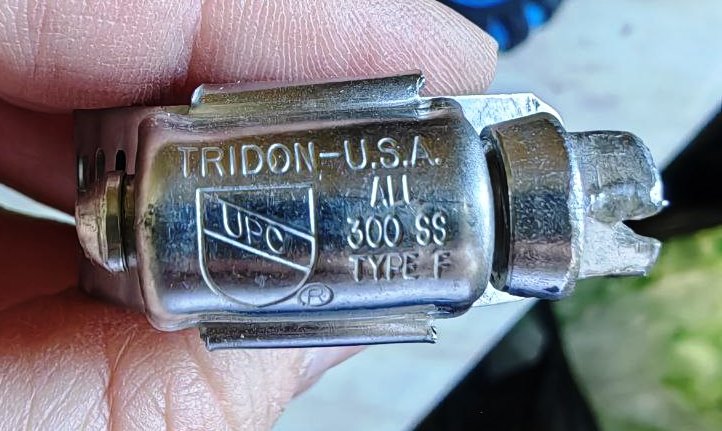 TRIDON-U.S.A.
ALL
300 SS
TYPE F
UPC
®